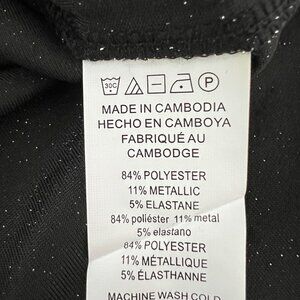 30C P
MADE IN CAMBODIA
HECHO EN CAMBOYA
FABRIQUÉ AU
CAMBODGE
84% POLYESTER
11% METALLIC
5% ELASTANE
84% poliéster 11% metal
5% elastano
84% POLYESTER
11% MÉTALLIQUE
5% ÉLASTHANNE
MACHINE WASH COLD